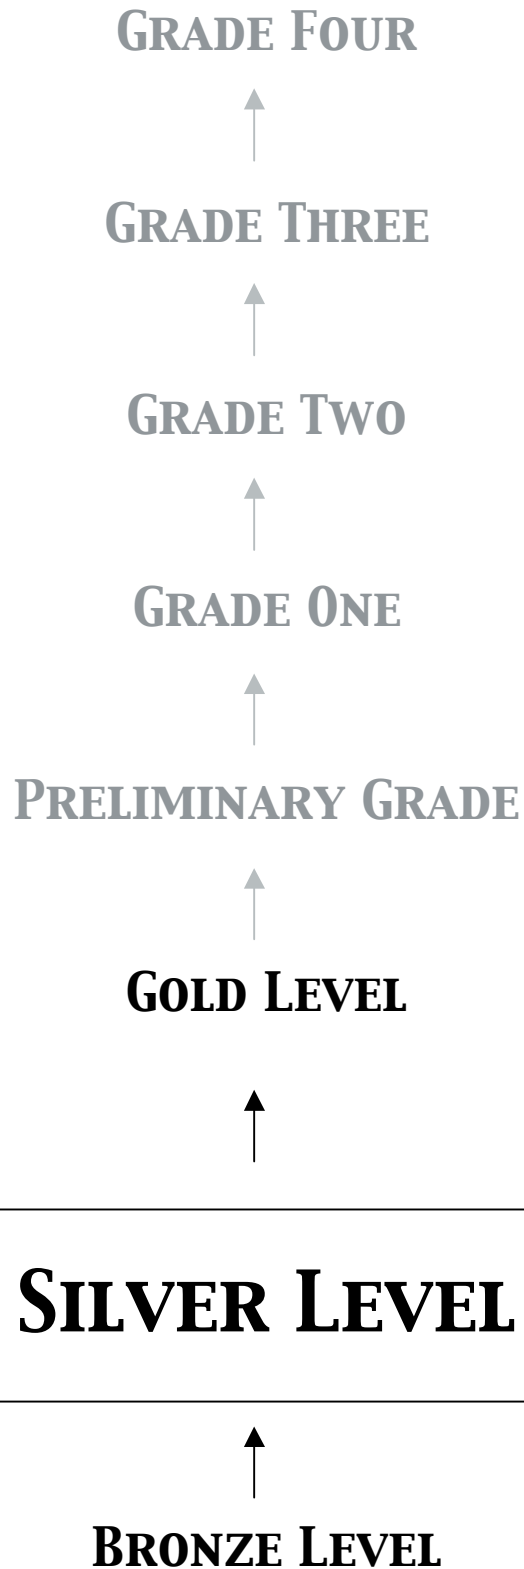 Grade Four
Grade Three
Grade Two
Grade One
Preliminary Grade
Gold Level
Silver Level
Bronze Level